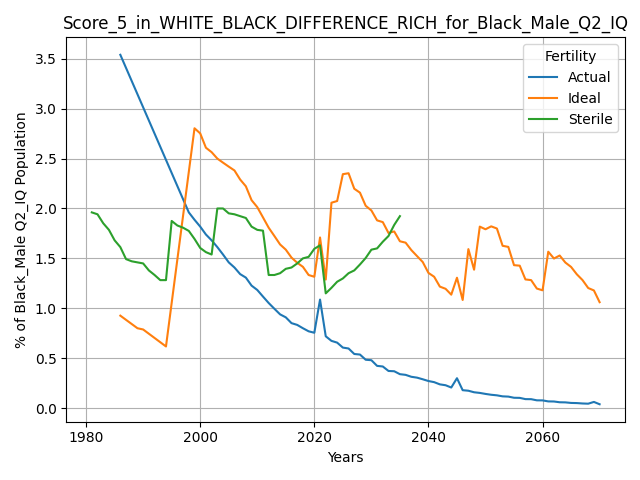 Score_5_in_WHITE_BLACK_DIFFERENCE_RICH_for_Black_Male_Q2_IQ
% of Black_Male Q2_IQ Population
3.5
3.0
2.5
2.0
1.5
1.0
0.5
0.0
Fertility
Actual
Ideal
Sterile
1980 2000 2020 2040 2060
Years